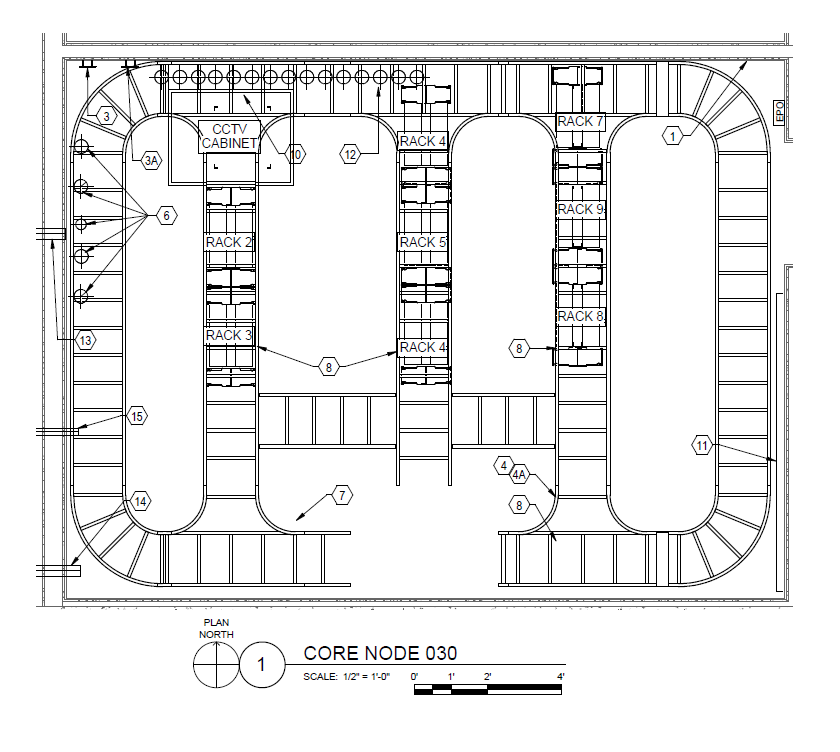 3
3A
EPO
1
CCTV
CABINET
10
12
RACK 4
RACK 7
6
RACK 2
RACK 5
RACK 9
13
RACK 3
8
RACK 4
8
RACK 8
15
11
4
4A
14
7
8
PLAN
NORTH
1
CORE NODE 030
SCALE: 1/2" = 1'-0"
0' 1' 2' 4'